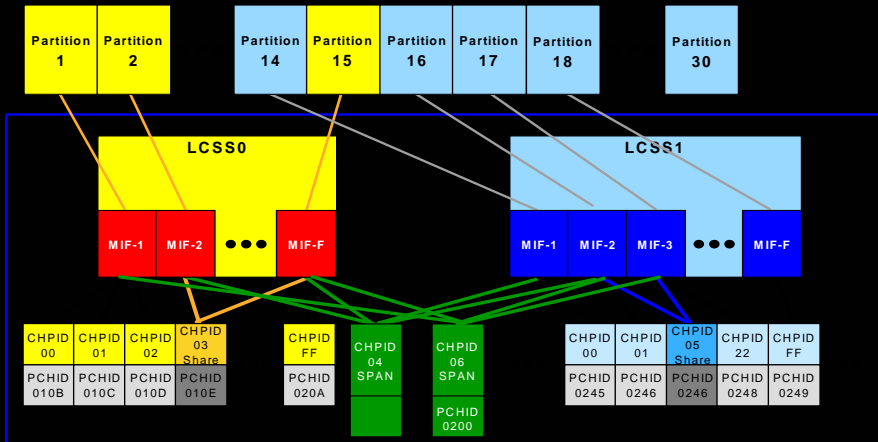 Partition
1
Partition
2
Partition
14
Partition
15
Partition
16
Partition
17
Partition
18
Partition
30
LCSS0
LCSS1
MIF-1
MIF-2
●●●
MIF-F
MIF-1
MIF-2
MIF-3
●●●
MIF-F
CHPID
00
PCHID
010B
CHPID
01
PCHID
010C
CHPID
02
PCHID
010D
CHPID
03
Share
PCHID
010E
CHPID
FF
PCHID
020A
CHPID
04
SPAN
CHPID
06
SPAN
PCHID
0200
CHPID
00
PCHID
0245
CHPID
01
PCHID
0246
CHPID
05
Share
PCHID
0246
CHPID
22
PCHID
0248
CHPID
FF
PCHID
0249